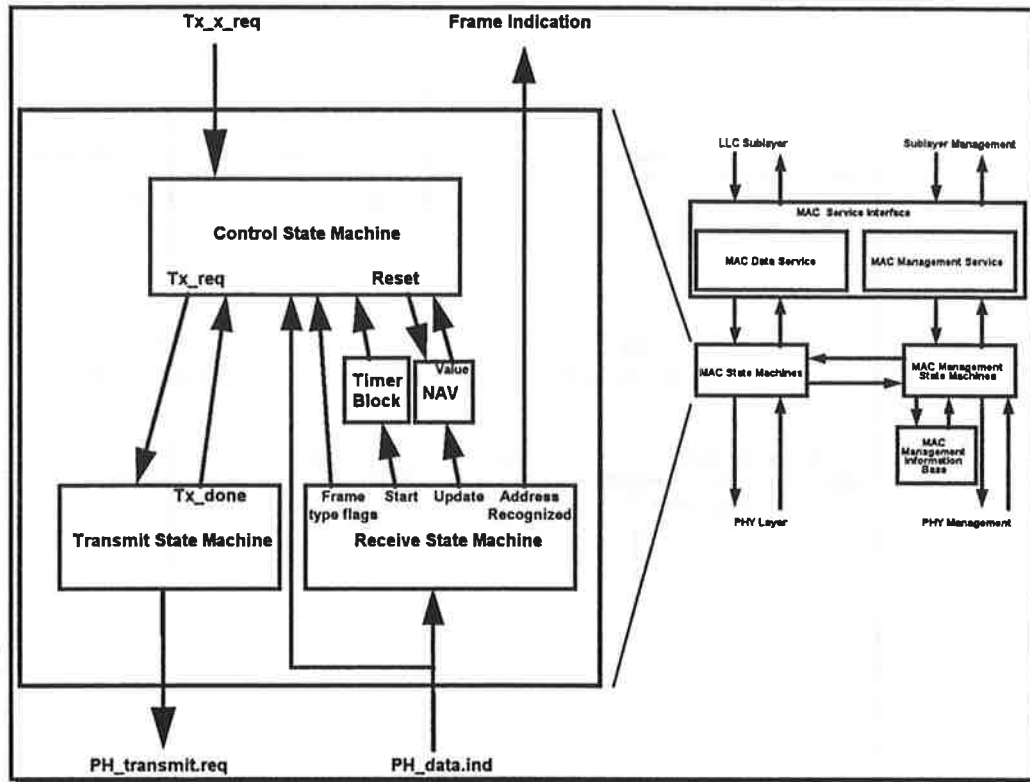 Tx_x_req
Frame Indication
Control State Machine
Tx_req
Reset
Timer
Block
Value
NAV
Tx_done
Transmit State Machine
Frame
type flags
Start
Update
Address
Recognized
Receive State Machine
PH_transmit.req
PH_data.ind
LLC Sublayer
Sublayer Management
MAC Service Interface
MAC Data Service
MAC Management Service
MAC State Machines
MAC Management
State Machines
MAC
Management
Information
Base
PHY Layer
PHY Management